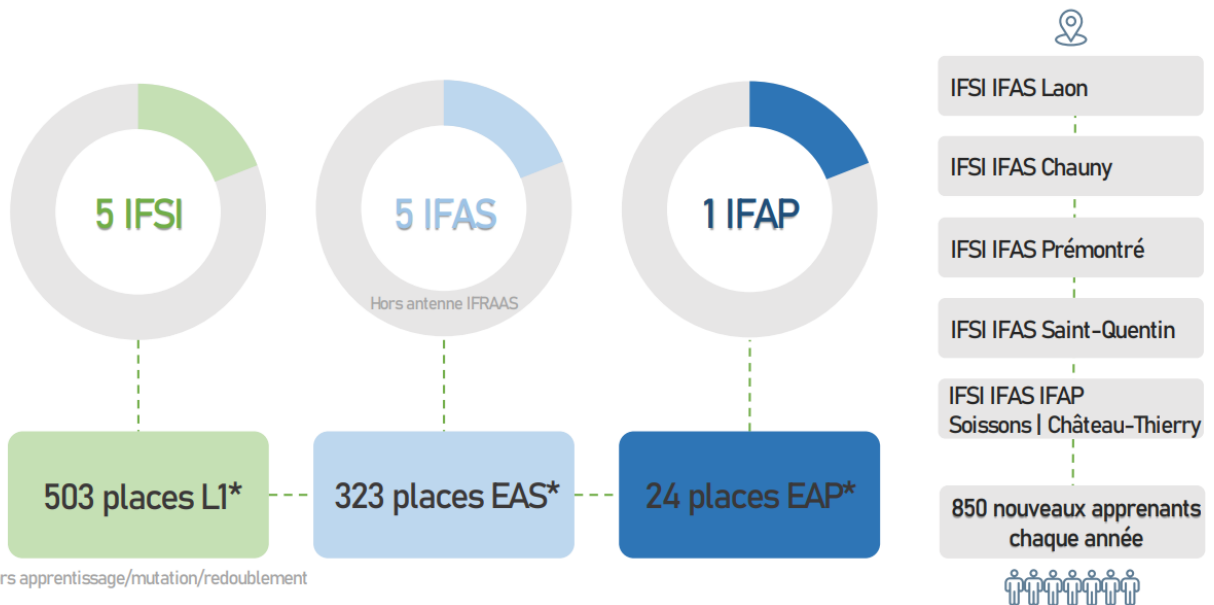 5 IFSI
5 IFAS
Hors antenne IFRAAS
1 IFAP
503 places L1*
323 places EAS*
24 places EAP*
rs apprentissage/mutation/redoublement
IFSI IFAS Laon
IFSI IFAS Chauny
IFSI IFAS Prémontré
IFSI IFAS Saint-Quentin
IFSI IFAS IFAP
Soissons | Château-Thierry
850 nouveaux apprenants
chaque année